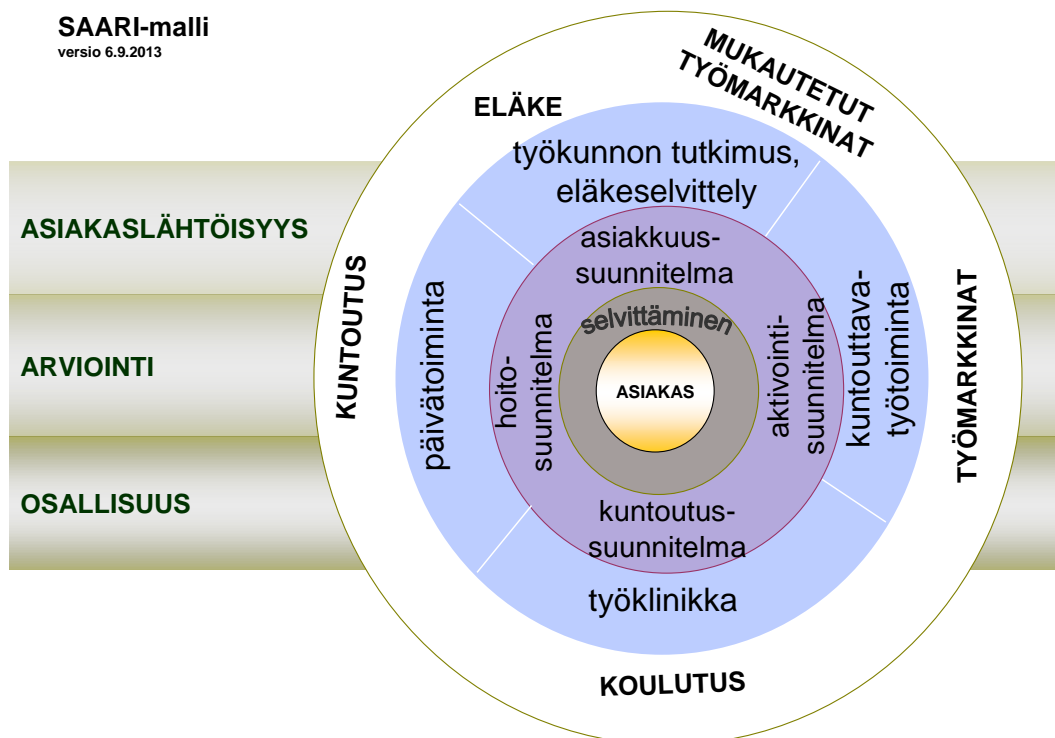 SAARI-malli
versio 6.9.2013
MUKAUTETUT
TYÖMARKKINAT
ELÄKE
työkunnon tutkimus,
eläkeselvittely
ASIAKASLÄHTÖISYYS
asiakkuus-
suunnitelma
KUNTOUTUS
päivätoiminta
hoito-
suunnitelma
selvittäminen
ASIAKAS
aktivointi-
suunnitelma
kuntouttava-
työtoiminta
TYÖMARKKINAT
ARVIOINTI
OSALLISUUS
kuntoutus-
suunnitelma
työklinikka
KOULUTUS